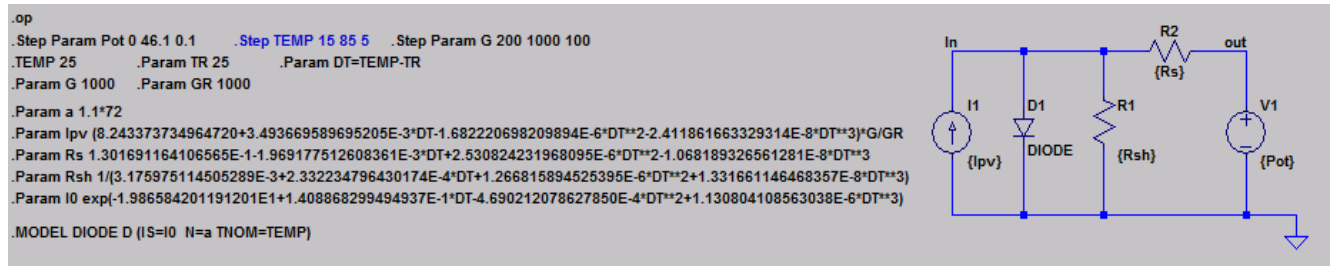 .op
.Step Param Pot 0 46.1 0.1 .Step TEMP 15 85 5 .Step Param G 200 1000 100
.TEMP 25 .Param TR 25 .Param DT=TEMP-TR
.Param G 1000 .Param GR 1000
.Param a 1.1*72
.Param Ipv (8.243373734964720+3.493669589695205E-3*DT-1.682220698209894E-6*DT**2-2.411861663329314E-8*DT**3)*G/GR
.Param Rs 1.301691164106565E-1-1.969177512608361E-3*DT+2.530824231968095E-6*DT**2-1.068189326561281E-8*DT**3
.Param Rsh 1/(3.175975114505289E-3+2.332234796430174E-4*DT+1.266815894525395E-6*DT**2+1.331661146468357E-8*DT**3)
.Param I0 exp(-1.986584201191201E1+1.408868299494937E-1*DT-4.690212078627850E-4*DT**2+1.130804108563038E-6*DT**3)
.MODEL DIODE D (IS=I0 N=a TNOM=TEMP)
In
R2
out
{Rs}
I1
D1
R1
V1
DIODE
{Ipv}
{Rsh}
{Pot}